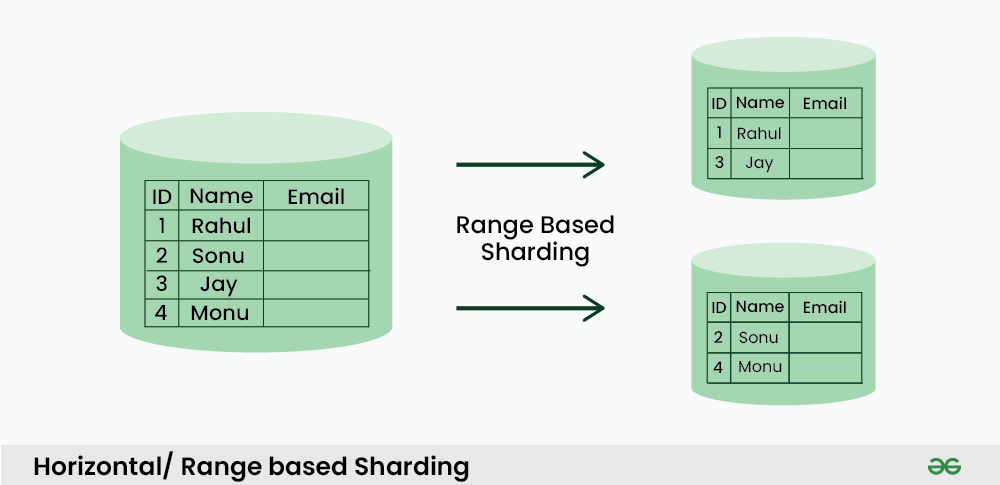 ID Name Email
1 Rahul
2 Sonu
3 Jay
4 Monu
Range Based
Sharding
ID Name Email
1 Rahul
3 Jay
ID Name Email
2 Sonu
4 Monu
Horizontal/ Range based Sharding